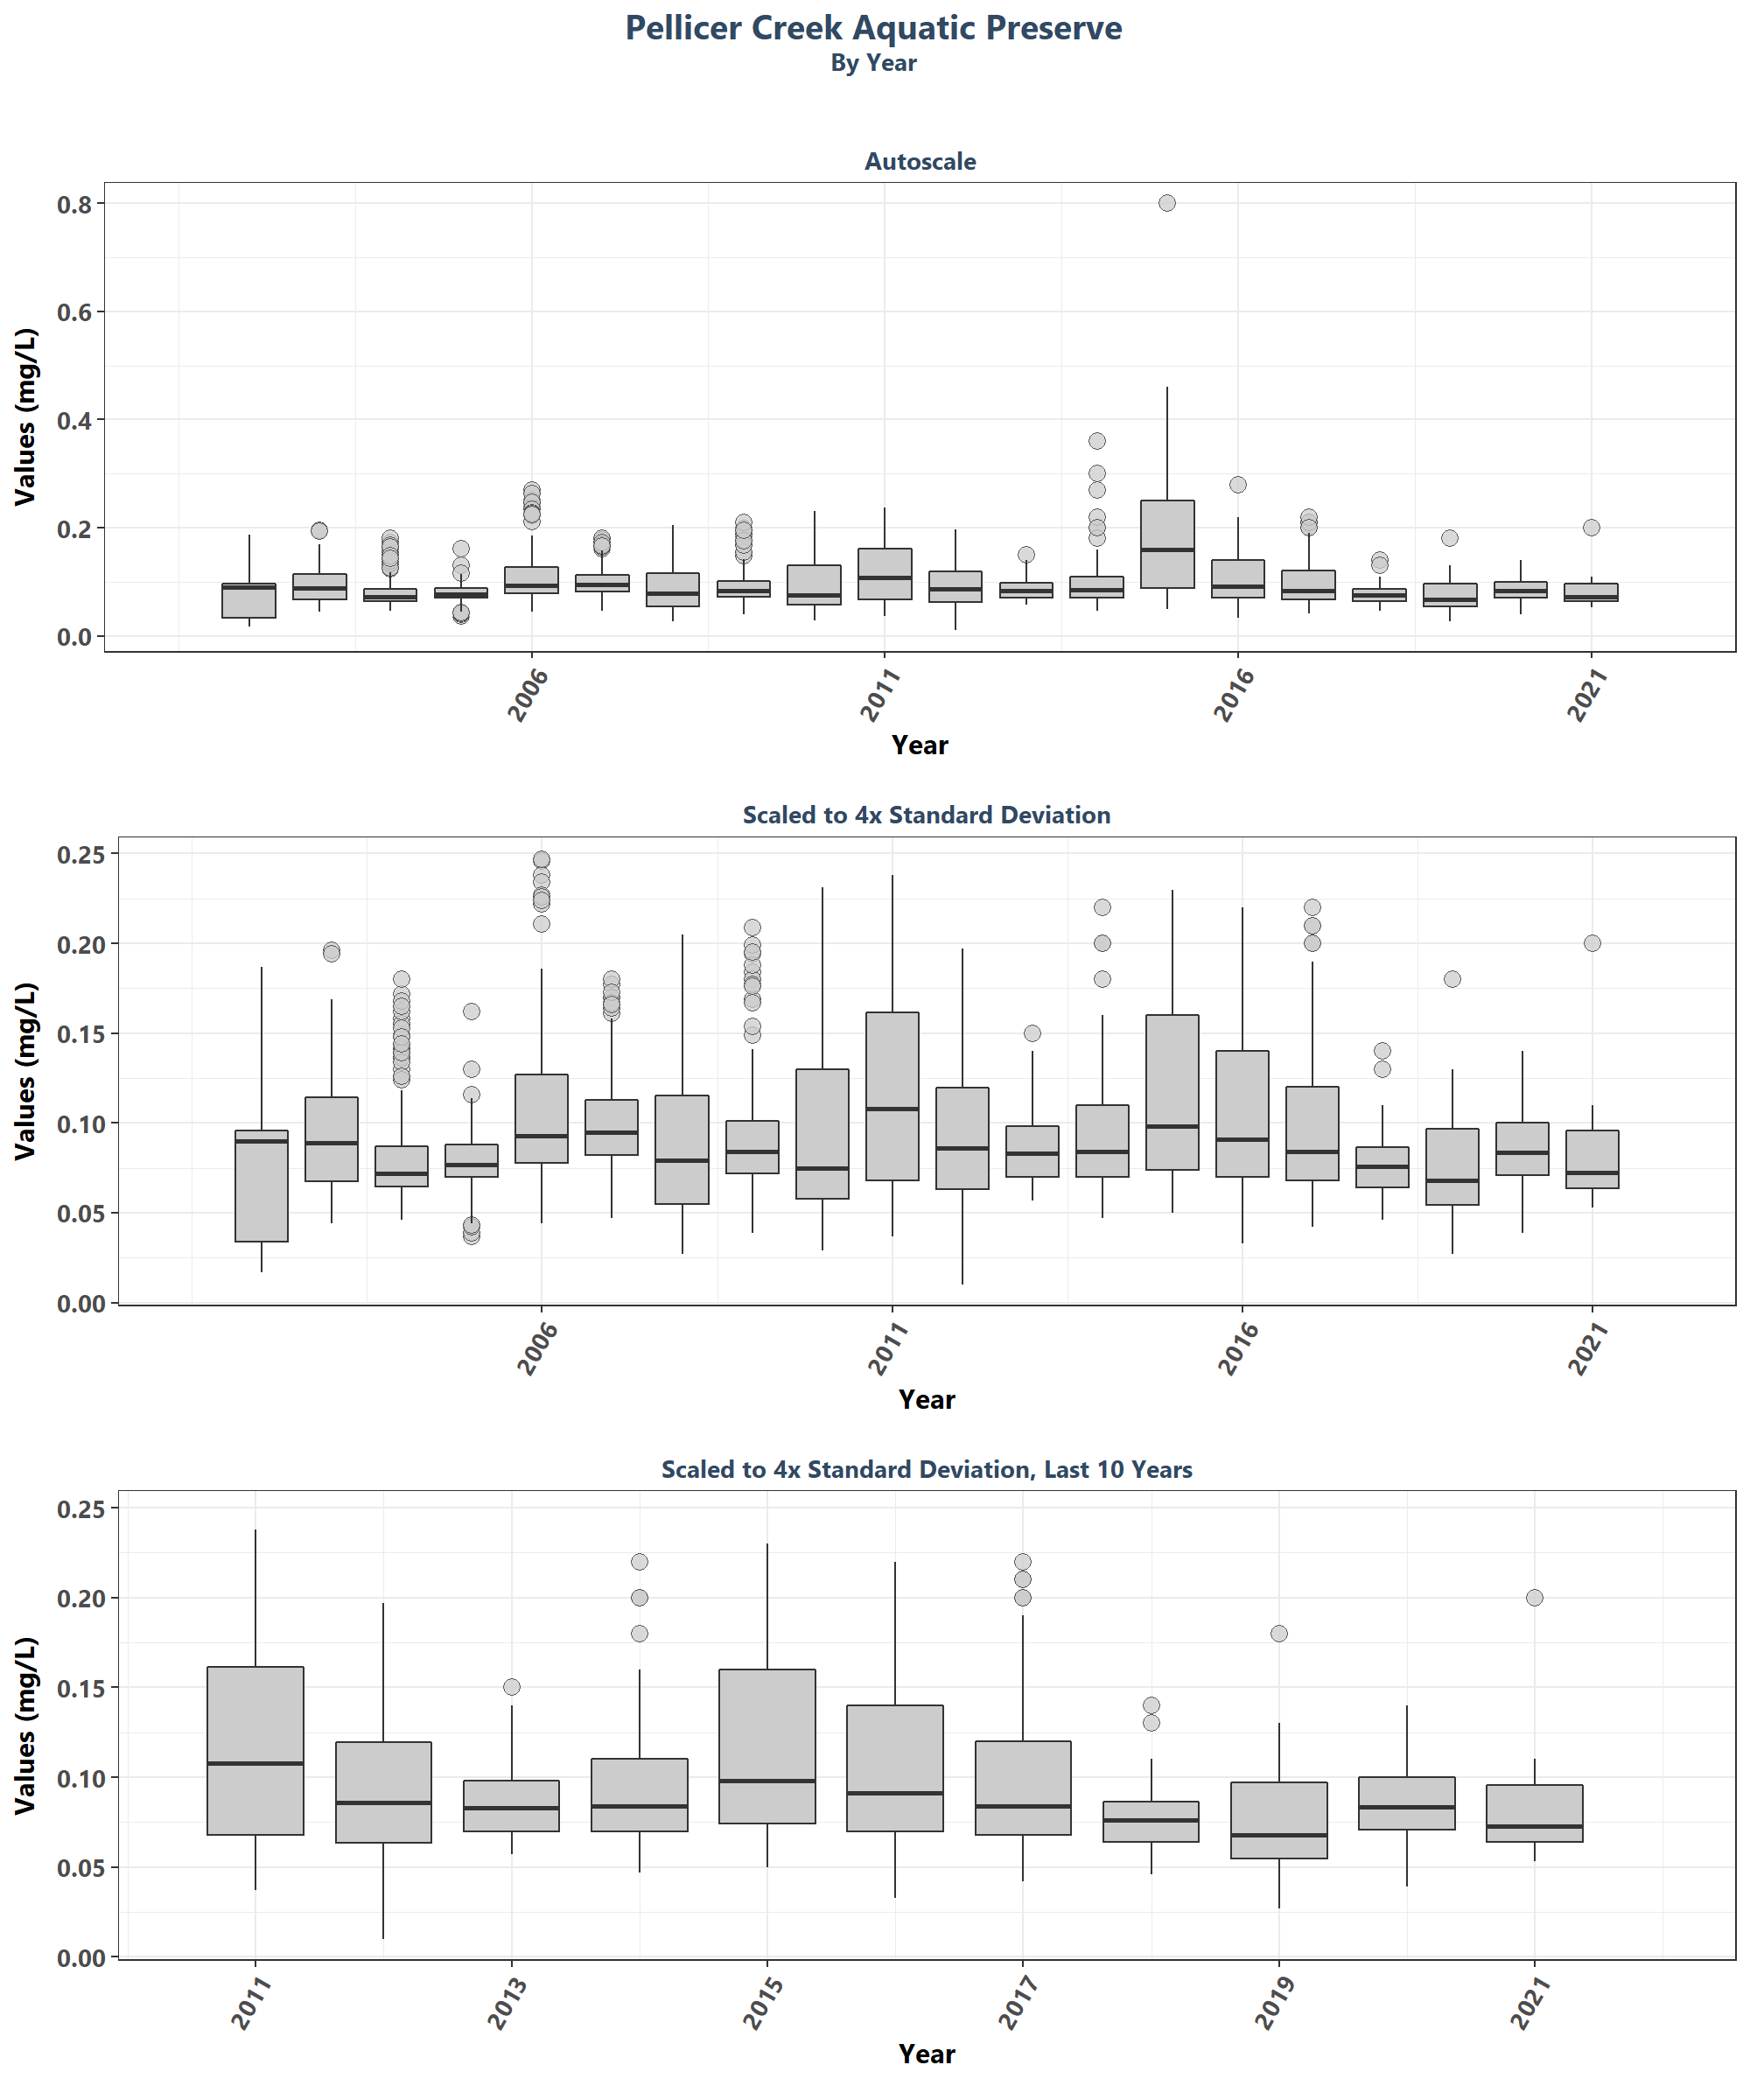 Pellicer Creek Aquatic Preserve
By Year
Autoscale
0.8
0.6
0.4
0.2
0.0
Values (mg/L)
2006
2011
2016
2021
Year
Scaled to 4x Standard Deviation
0.25
0.20
0.15
0.10
0.05
0.00
Values (mg/L)
2006
2011
2016
2021
Year
Scaled to 4x Standard Deviation, Last 10 Years
0.25
0.20
0.15
0.10
0.05
0.00
Values (mg/L)
2011
2013
2015
2017
2019
2021
Year